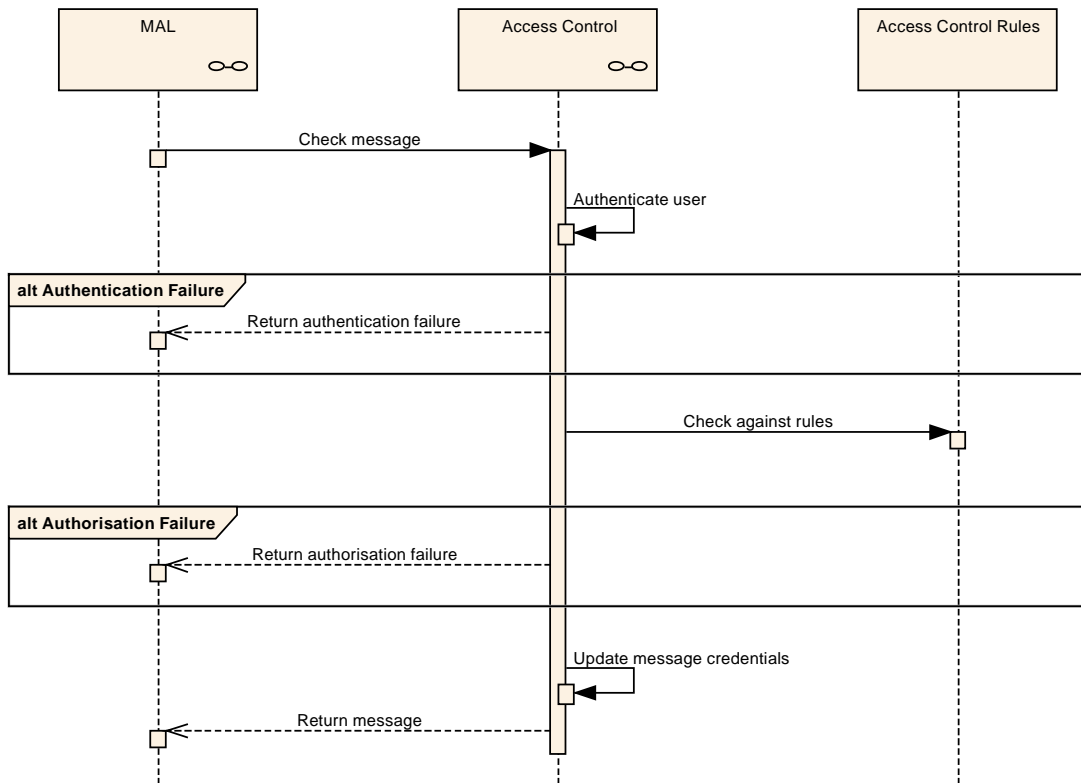 MAL
Access Control
Access Control Rules
Check message
Authenticate user
alt Authentication Failure
Return authentication failure
Check against rules
alt Authorisation Failure
Return authorisation failure
Update message credentials
Return message